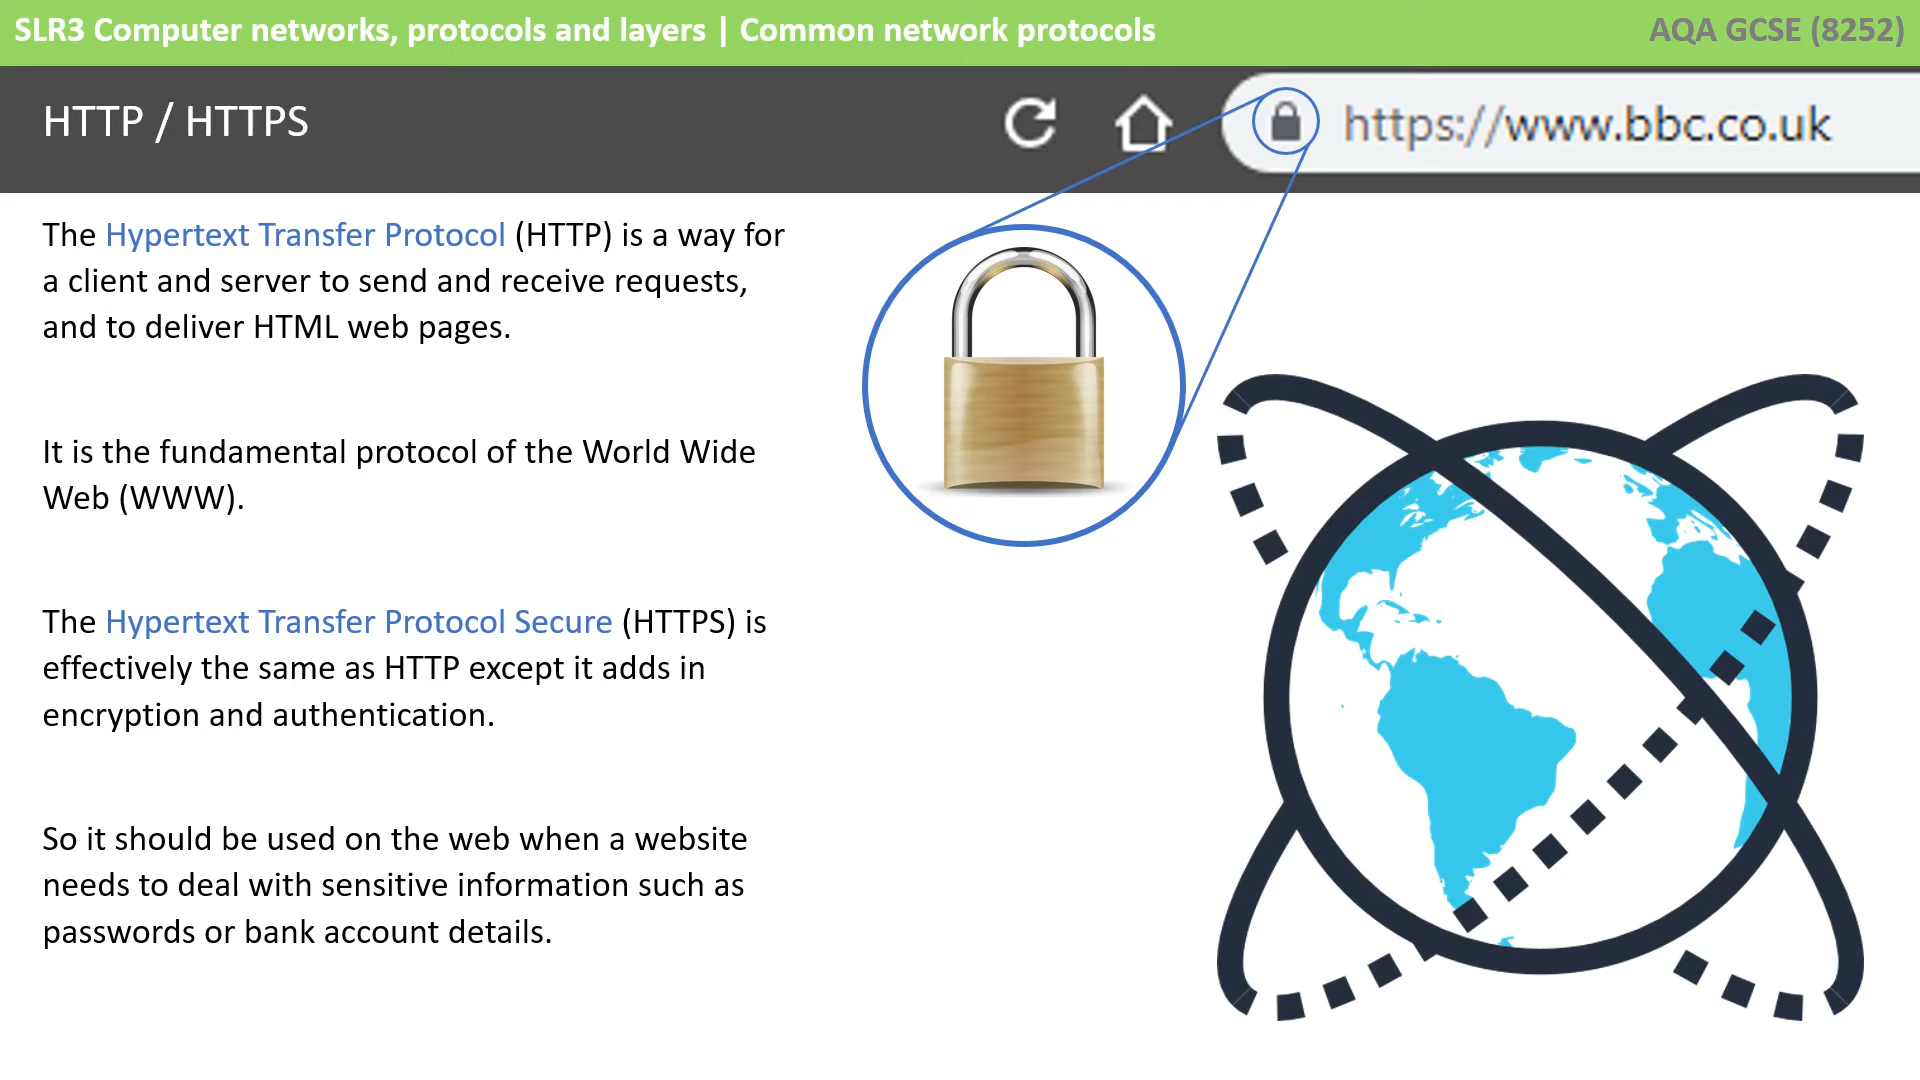 SLR3 Computer networks, protocols and layers | Common network protocols
AQA GCSE (8252)
HTTP / HTTPS
https://www.bbc.co.uk
The Hypertext Transfer Protocol (HTTP) is a way for
a client and server to send and receive requests,
and to deliver HTML web pages.
It is the fundamental protocol of the World Wide
Web (WWW).
The Hypertext Transfer Protocol Secure (HTTPS) is
effectively the same as HTTP except it adds in
encryption and authentication.
So it should be used on the web when a website
needs to deal with sensitive information such as
passwords or bank account details.